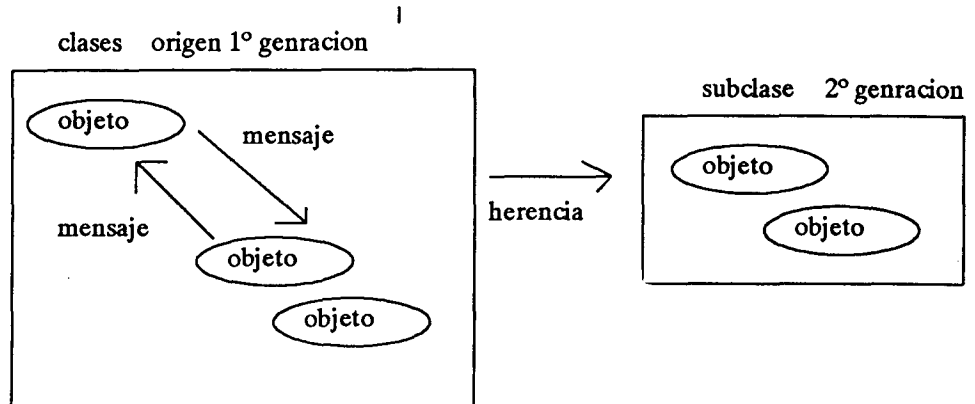 clases origen 1º genracion
subclase 2º genracion
objeto
mensaje
mensaje
objeto
objeto
herencia
objeto
objeto